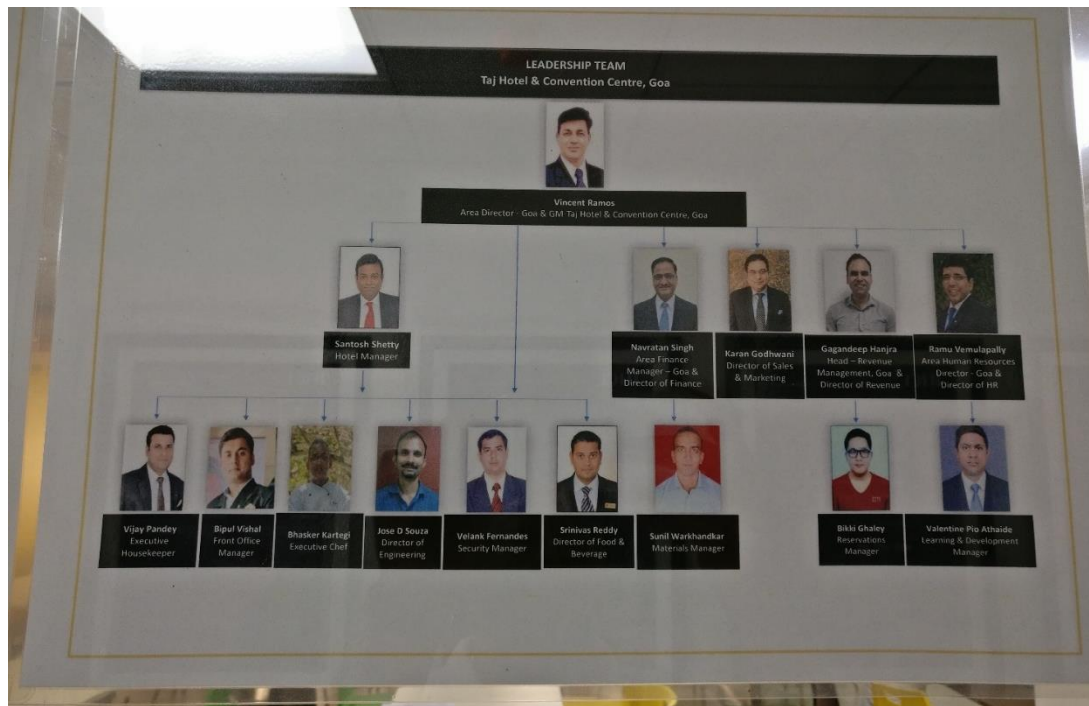 LEADERSHIP TEAM
Taj Hotel & Convention Centre, Goa
Vincent Ramos
Area Director - Goa & GM-Taj Hotel & Convention Centre, Goa
Santosh Shetty
Hotel Manager
Navratan Singh
Area Finance
Manager – Goa &
Director of Finance
Karan Godhwani
Director of Sales
& Marketing
Gagandeep Hanjra
Head – Revenue
Management, Goa &
Director of Revenue
Ramu Vemulapally
Area Human Resources
Director - Goa &
Director of HR
Vijay Pandey
Executive
Housekeeper
Bipul Vishal
Front Office
Manager
Bhasker Kartegi
Executive Chef
Jose D Souza
Director of
Engineering
Velank Fernandes
Security Manager
Srinivas Reddy
Director of Food &
Beverage
Sunil Warkhandkar
Materials Manager
Bikki Ghaley
Reservations
Manager
Valentine Pio Athaide
Learning & Development
Manager